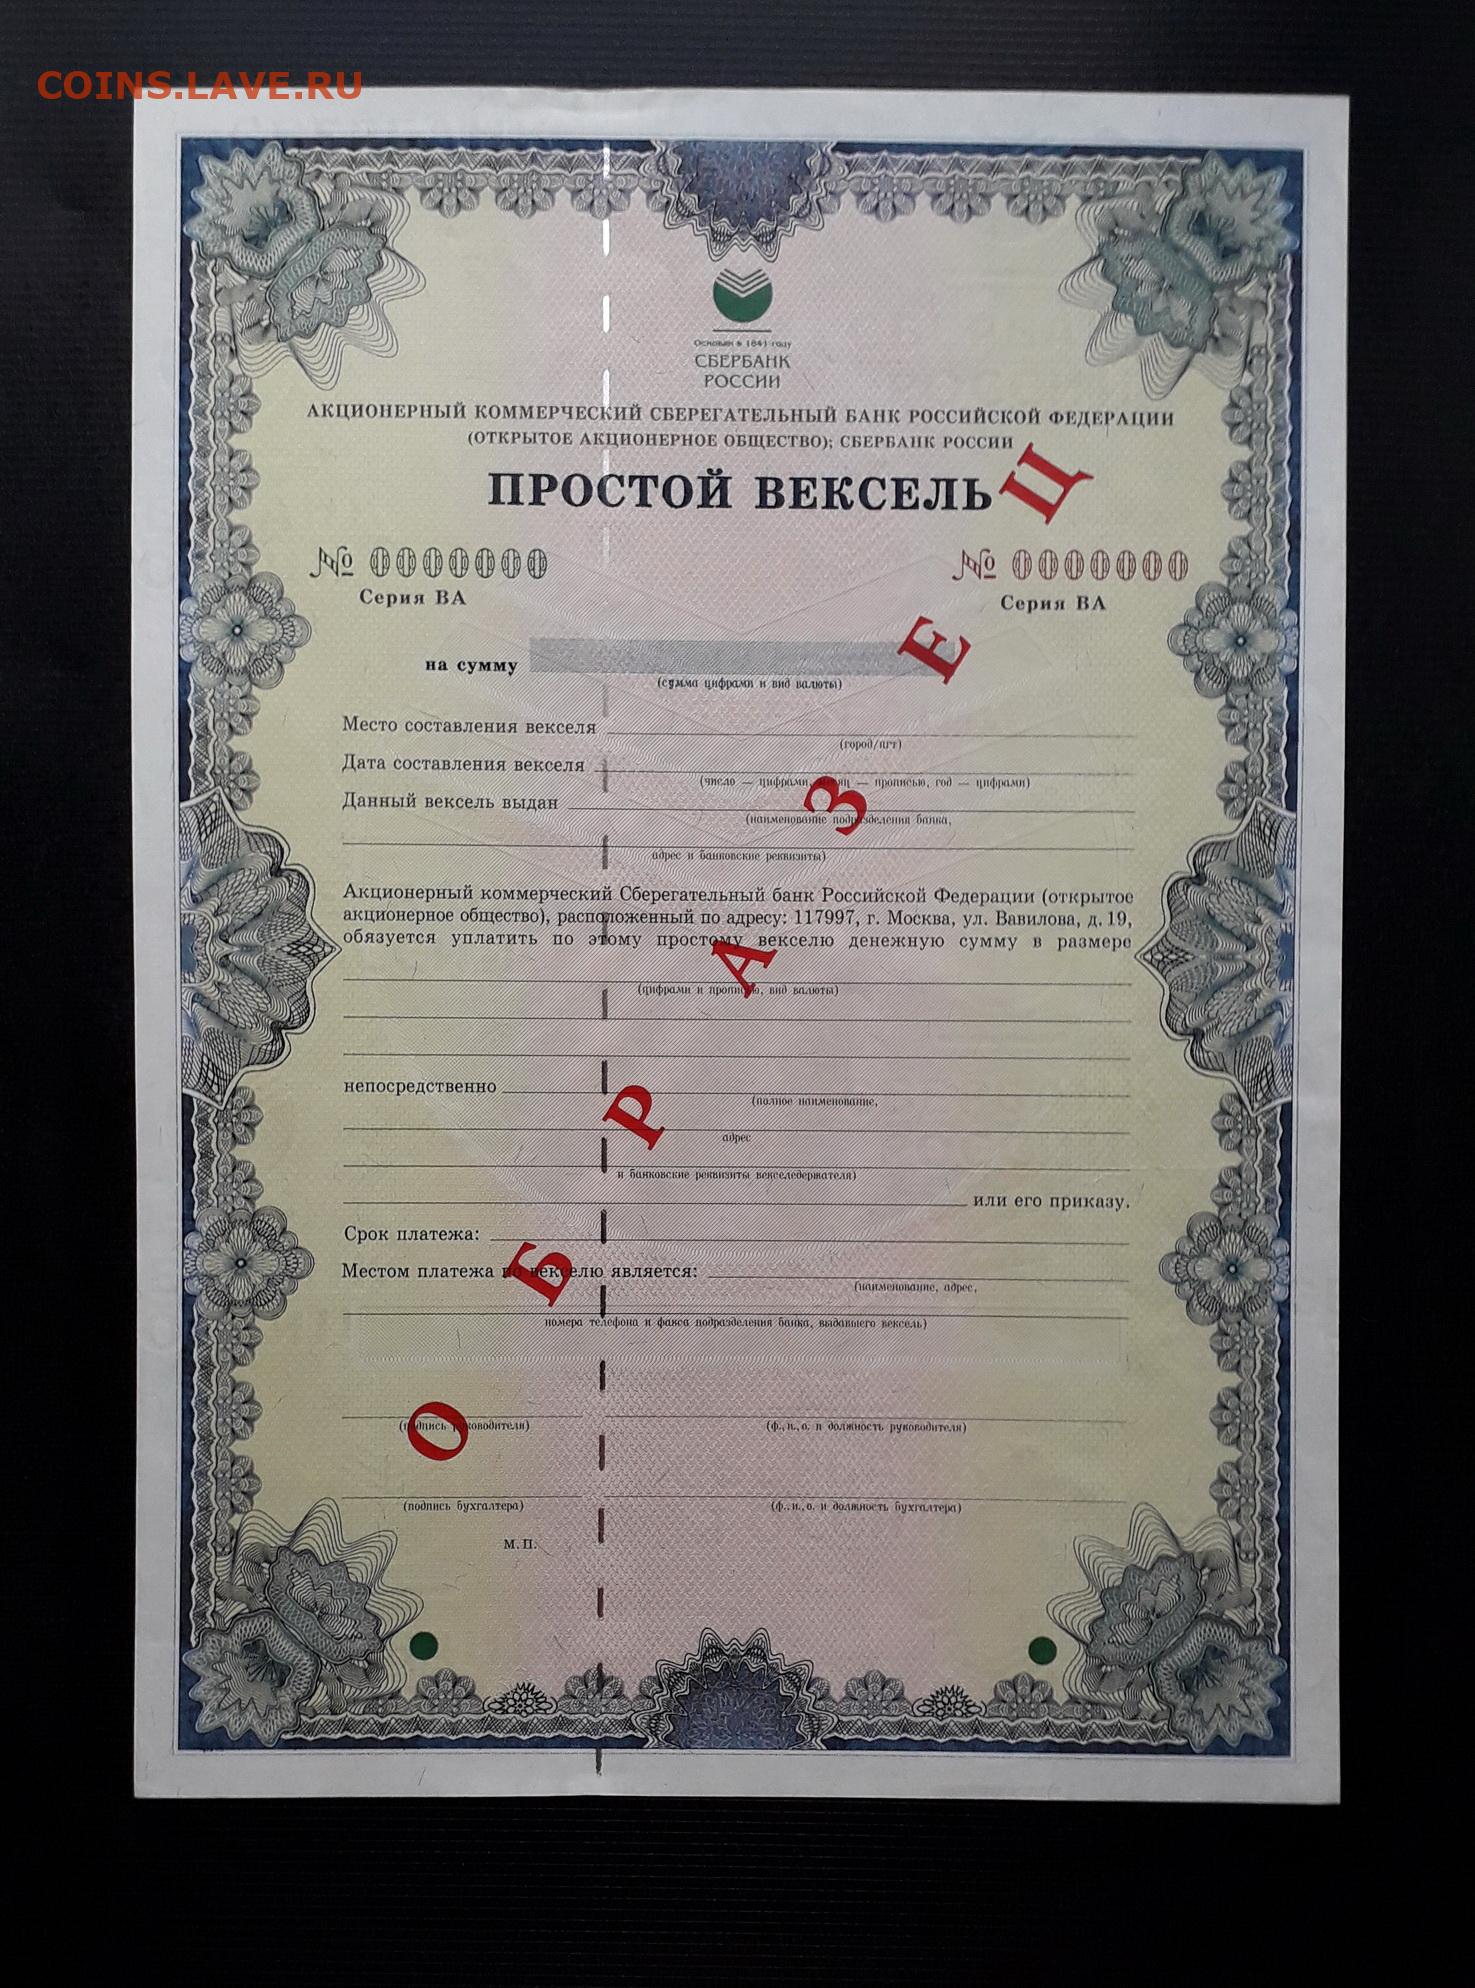 COINS.LAVE.RU
Основан в 1841 году
СБЕРБАНК
РОССИИ
АКЦИОНЕРНЫЙ КОММЕРЧЕСКИЙ СБЕРЕГАТЕЛЬНЫЙ БАНК РОССИЙСКОЙ ФЕДЕРАЦИИ
(ОТКРЫТОЕ АКЦИОНЕРНОЕ ОБЩЕСТВО); СБЕРБАНК РОССИИ
ПРОСТОЙ ВЕКСЕЛЬ
№ 0000000 № 0000000
Серия ВА Серия ВА
на сумму
(сумма цифрами и вид валюты)
Место составления векселя
(город/пгт)
Дата составления векселя
(число — цифрами, месяц — прописью, год — цифрами)
Данный вексель выдан
(наименование подразделения банка,
адрес и банковские реквизиты)
Акционерный коммерческий Сберегательный банк Российской Федерации (открытое
акционерное общество), расположенный по адресу: 117997, г. Москва, ул. Вавилова, д. 19,
обязуется уплатить по этому простому векселю денежную сумму в размере
(цифрами и прописью, вид валюты)
непосредственно
(полное наименование,
адрес
и банковские реквизиты векселедержателя)
или его приказу.
Срок платежа:
Местом платежа по векселю является:
(наименование, адрес,
номера телефона и факса подразделения банка, выдавшего вексель)
(подпись руководителя) (ф., и., о. и должность руководителя)
(подпись бухгалтера) (ф., и., о. и должность бухгалтера)
М.П.
ОБРАЗЕЦ